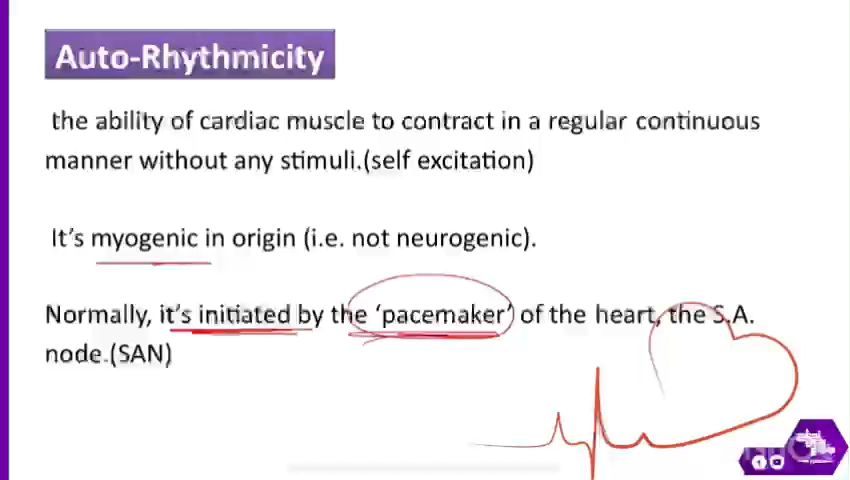 Auto-Rhythmicity
the ability of cardiac muscle to contract in a regular continuous
manner without any stimuli.(self excitation)
It's myogenic in origin (i.e. not neurogenic).
Normally, it's initiated by the 'pacemaker' of the heart, the S.A.
node.(SAN)